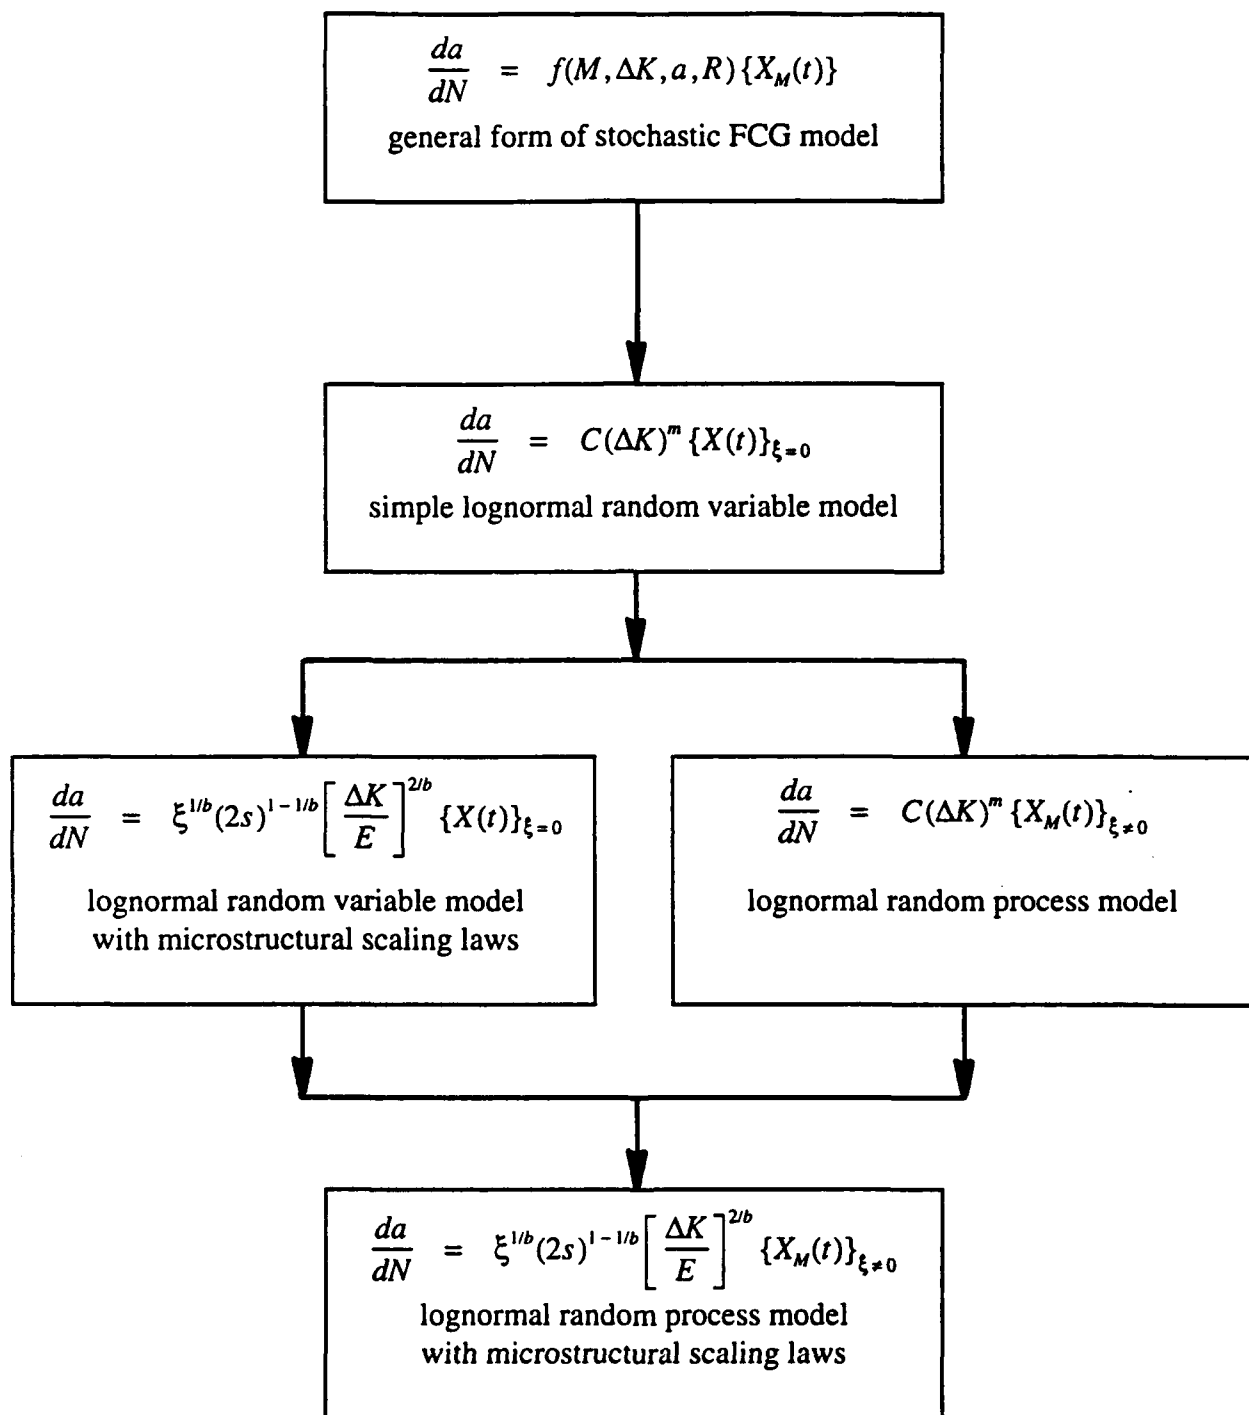 da/dN = f(M, ΔK, a, R) {X_M(t)}
general form of stochastic FCG model
da/dN = C(ΔK)^m {X(t)}_{ξ=0}
simple lognormal random variable model
da/dN = ξ^{1/b} (2s)^{1-1/b} [ΔK/E]^{2/b} {X(t)}_{ξ=0}
lognormal random variable model
with microstructural scaling laws
da/dN = C(ΔK)^m {X_M(t)}_{ξ≠0}
lognormal random process model
da/dN = ξ^{1/b} (2s)^{1-1/b} [ΔK/E]^{2/b} {X_M(t)}_{ξ≠0}
lognormal random process model
with microstructural scaling laws